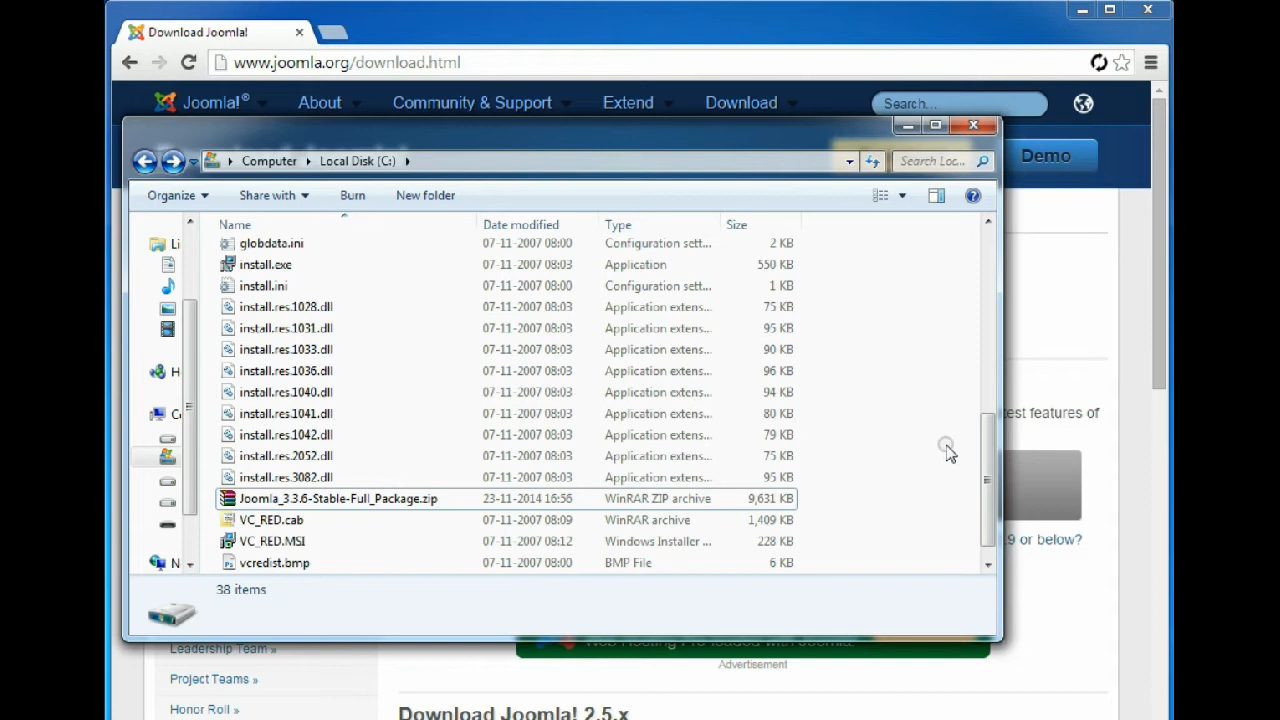 Download Joomla!
www.joomla.org/download.html
Joomla!® About Community & Support Extend Download Search...
Demo
Computer Local Disk (C:) Search Loc...
Organize Share with Burn New folder
Name Date modified Type Size
globdata.ini 07-11-2007 08:00 Configuration sett... 2 KB
install.exe 07-11-2007 08:03 Application 550 KB
install.ini 07-11-2007 08:00 Configuration sett... 1 KB
install.res.1028.dll 07-11-2007 08:03 Application extens... 75 KB
install.res.1031.dll 07-11-2007 08:03 Application extens... 95 KB
install.res.1033.dll 07-11-2007 08:03 Application extens... 90 KB
install.res.1036.dll 07-11-2007 08:03 Application extens... 96 KB
install.res.1040.dll 07-11-2007 08:03 Application extens... 94 KB
install.res.1041.dll 07-11-2007 08:03 Application extens... 80 KB
install.res.1042.dll 07-11-2007 08:03 Application extens... 79 KB
install.res.2052.dll 07-11-2007 08:03 Application extens... 75 KB
install.res.3082.dll 07-11-2007 08:03 Application extens... 95 KB
Joomla_3.3.6-Stable-Full_Package.zip 23-11-2014 16:56 WinRAR ZIP archive 9,631 KB
VC_RED.cab 07-11-2007 08:09 WinRAR archive 1,409 KB
VC_RED.MSI 07-11-2007 08:12 Windows Installer ... 228 KB
vcredist.bmp 07-11-2007 08:00 BMP File 6 KB
Li
H
C
N
38 items
test features of
.9 or below?
Web Hosting Pre-loaded with Joomla!
Advertisement
Leadership Team »
Project Teams »
Honor Roll »
Download Joomla! 2.5.x